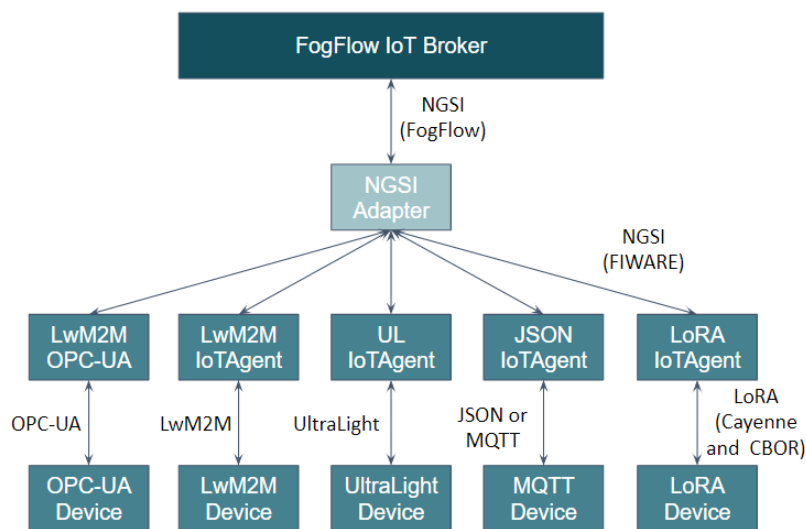 FogFlow IoT Broker
NGSI
(FogFlow)
NGSI
Adapter
NGSI
(FIWARE)
LwM2M
OPC-UA
LwM2M
IoTAgent
UL
IoTAgent
JSON
IoTAgent
LoRA
IoTAgent
OPC-UA
LwM2M
UltraLight
JSON or
MQTT
LoRA
(Cayenne
and CBOR)
OPC-UA
Device
LwM2M
Device
UltraLight
Device
MQTT
Device
LoRA
Device